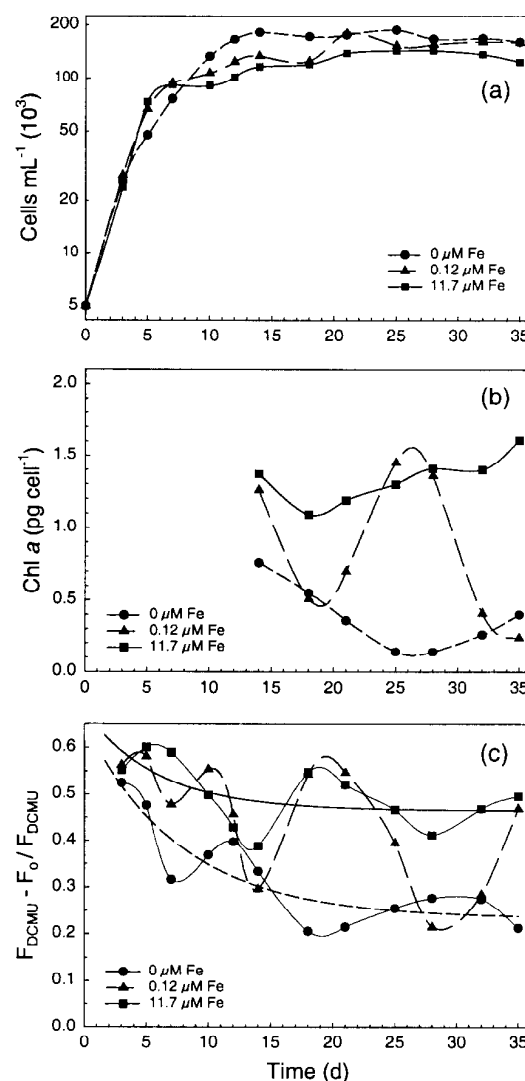 200
100
50
20
10
5
Cells mL⁻¹ (10³)
(a)
0 µM Fe
0.12 µM Fe
11.7 µM Fe
0 5 10 15 20 25 30 35
2.0
1.5
1.0
0.5
0.0
Chl a (pg cell⁻¹)
(b)
0 µM Fe
0.12 µM Fe
11.7 µM Fe
0 5 10 15 20 25 30 35
0.6
0.5
0.4
0.3
0.2
0.1
0.0
F_DCMU - F_o / F_DCMU
(c)
0 µM Fe
0.12 µM Fe
11.7 µM Fe
0 5 10 15 20 25 30 35
Time (d)